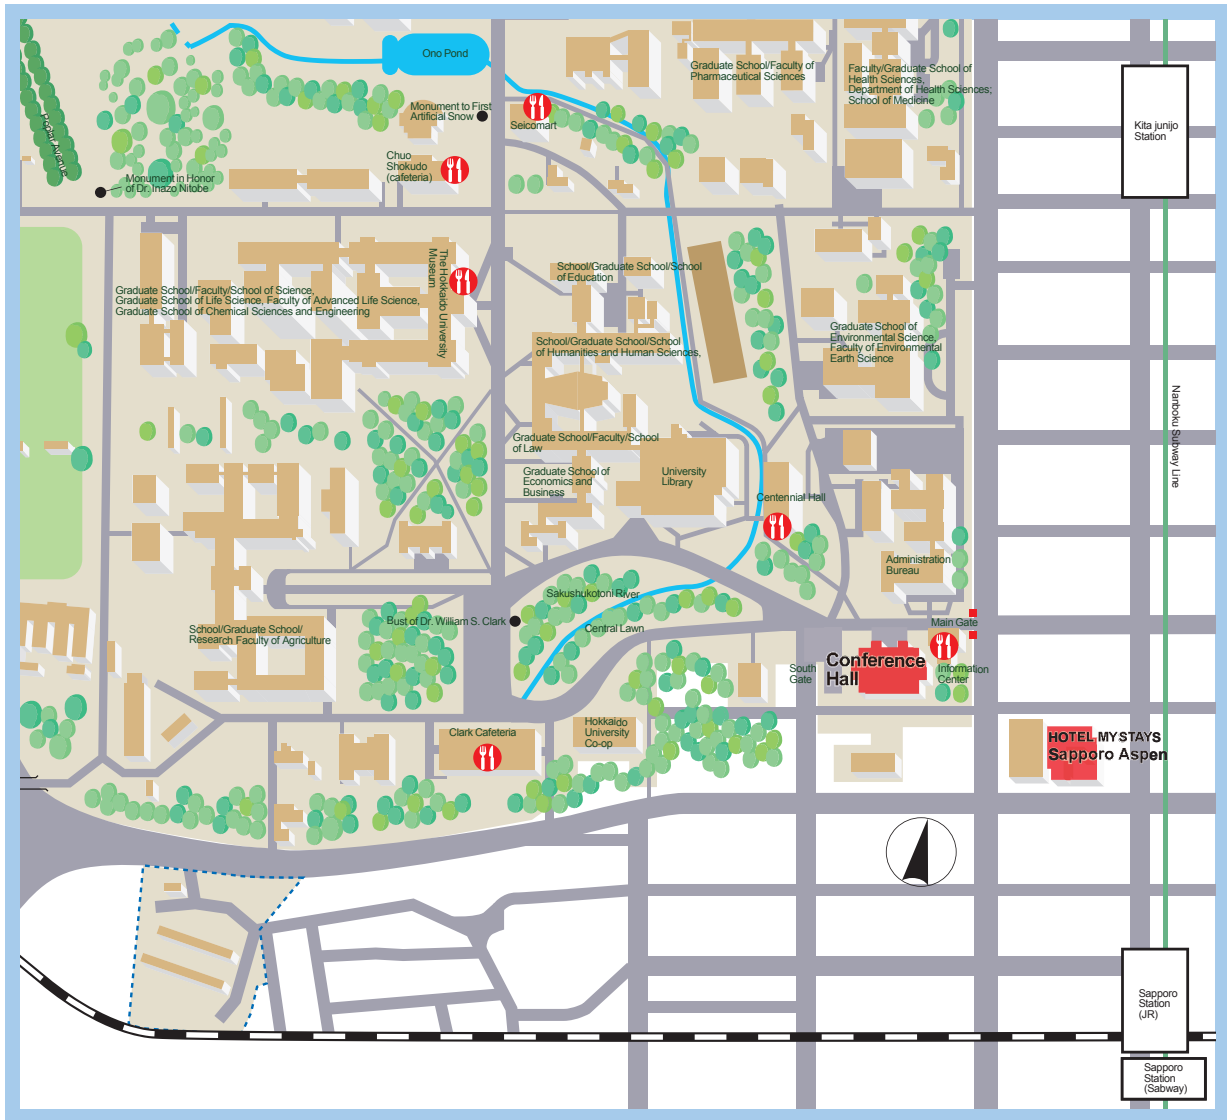 Ono Pond
Graduate School/Faculty of
Pharmaceutical Sciences
Faculty/Graduate School of
Health Sciences,
Department of Health Sciences;
School of Medicine
Monument to First
Artificial Snow
Seicomart
Kita junijo
Station
Poplar Avenue
Chuo
Shokudo
(cafeteria)
Monument in Honor
of Dr. Inazo Nitobe
The Hokkaido University
Museum
School/Graduate School/School
of Education
Graduate School/Faculty/School of Science,
Graduate School of Life Science, Faculty of Advanced Life Science,
Graduate School of Chemical Sciences and Engineering
Graduate School of
Environmental Science,
Faculty of Environmental
Earth Science
School/Graduate School/School
of Humanities and Human Sciences,
Nanboku Subway Line
Graduate School/Faculty/School
of Law
Graduate School of
Economics and
Business
University
Library
Centennial Hall
Administration
Bureau
Sakushukotoni River
Bust of Dr. William S. Clark
Central Lawn
Main Gate
School/Graduate School/
Research Faculty of Agriculture
South
Gate
Conference
Hall
Information
Center
Clark Cafeteria
Hokkaido
University
Co-op
HOTEL MYSTAYS
Sapporo Aspen
Sapporo
Station
(JR)
Sapporo
Station
(Sabway)